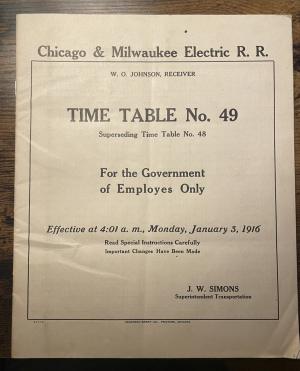 Chicago & Milwaukee Electric R. R.
W. O. JOHNSON, RECEIVER
TIME TABLE No. 49
Superseding Time Table No. 48
For the Government
of Employes Only
Effective at 4:01 a. m., Monday, January 3, 1916
Read Special Instructions Carefully
Important Changes Have Been Made
J. W. SIMONS
Superintendent Transportation